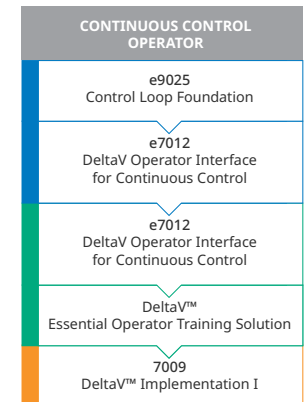 CONTINUOUS CONTROL
OPERATOR
e9025
Control Loop Foundation
e7012
DeltaV Operator Interface
for Continuous Control
e7012
DeltaV Operator Interface
for Continuous Control
DeltaV™
Essential Operator Training Solution
7009
DeltaV™ Implementation I